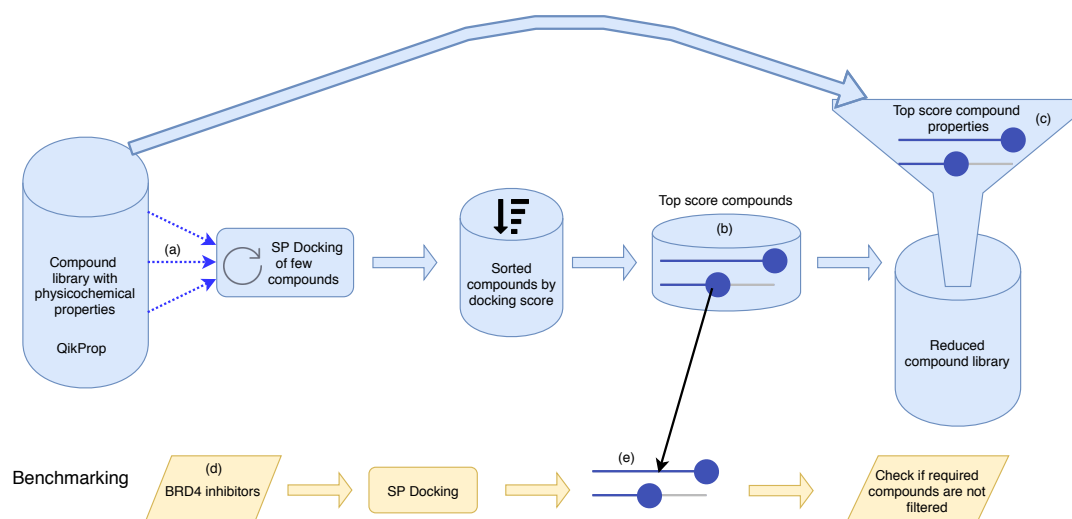 Top score compound
properties
(c)
Compound
library with
physicochemical
properties
QikProp
(a)
SP Docking
of few
compounds
Sorted
compounds by
docking score
Top score compounds
(b)
Reduced
compound library
Benchmarking
(d)
BRD4 inhibitors
SP Docking
(e)
Check if required
compounds are not
filtered